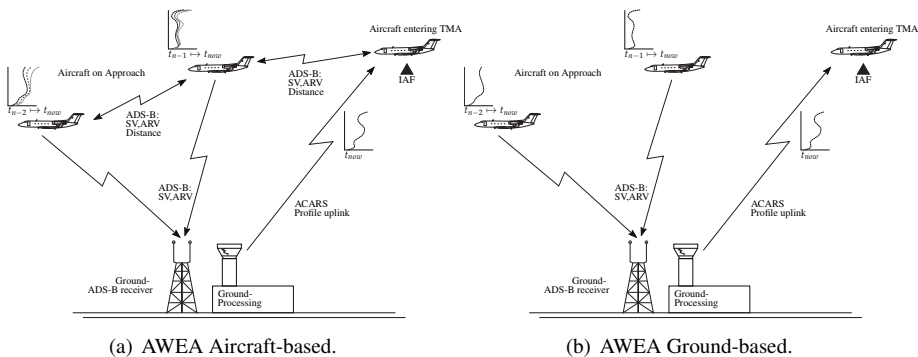 t_{n−1} ↦ t_{now}
Aircraft entering TMA
Aircraft on Approach
ADS-B:
SV,ARV
Distance
IAF
t_{n−2} ↦ t_{now}
ADS-B:
SV,ARV
Distance
t_{now}
ADS-B:
SV,ARV
ACARS
Profile uplink
Ground-
ADS-B receiver
Ground-
Processing
(a) AWEA Aircraft-based.
t_{n−1} ↦ t_{now}
Aircraft entering TMA
Aircraft on Approach
IAF
t_{n−2} ↦ t_{now}
t_{now}
ADS-B:
SV,ARV
ACARS
Profile uplink
Ground-
ADS-B receiver
Ground-
Processing
(b) AWEA Ground-based.